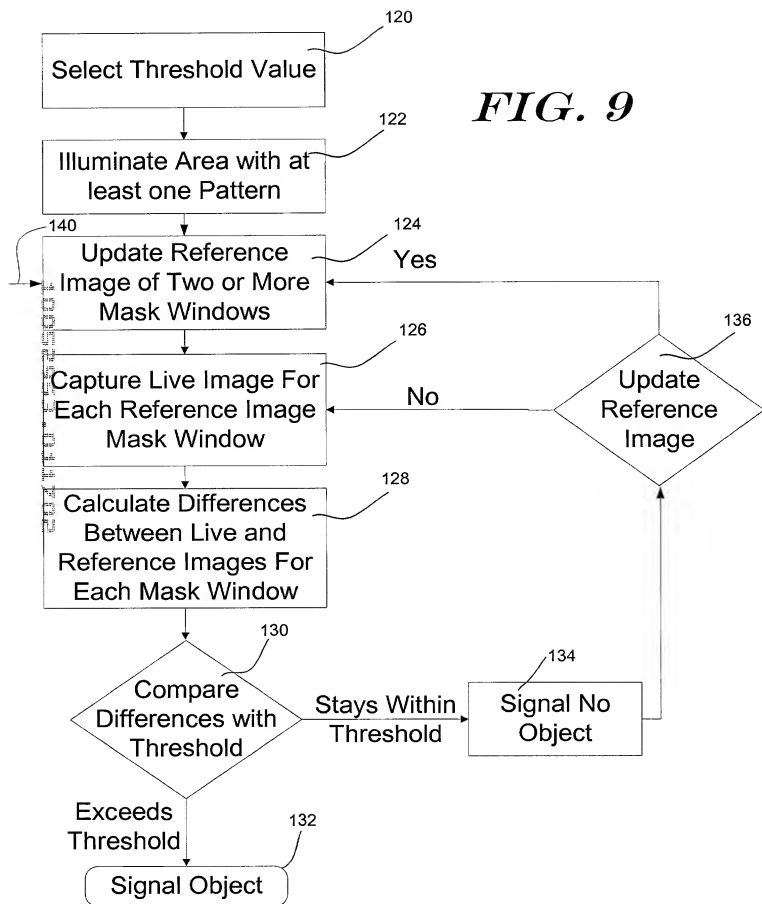 120
Select Threshold Value
FIG. 9
122
Illuminate Area with at
least one Pattern
140
124
Update Reference
Image of Two or More
Mask Windows
Yes
126
136
Capture Live Image For
Each Reference Image
Mask Window
No
Update
Reference
Image
128
Calculate Differences
Between Live and
Reference Images For
Each Mask Window
130
Compare
Differences with
Threshold
Stays Within
Threshold
134
Signal No
Object
Exceeds
Threshold
132
Signal Object